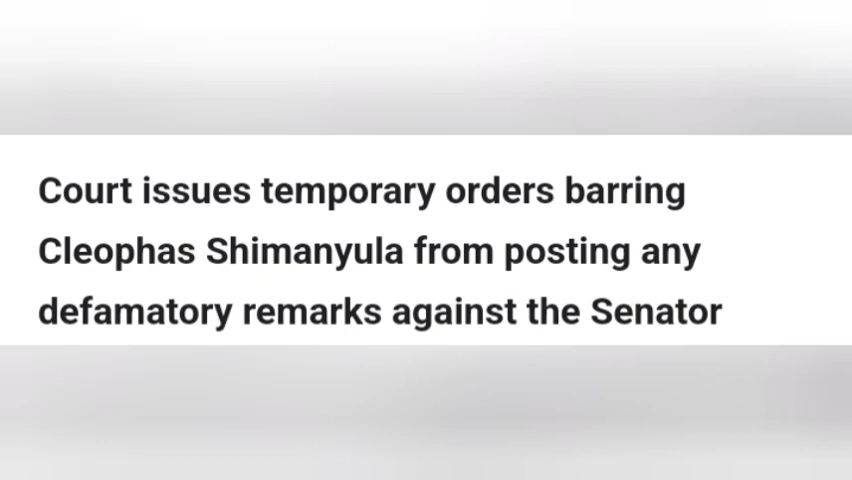 Court issues temporary orders barring
Cleophas Shimanyula from posting any
defamatory remarks against the Senator